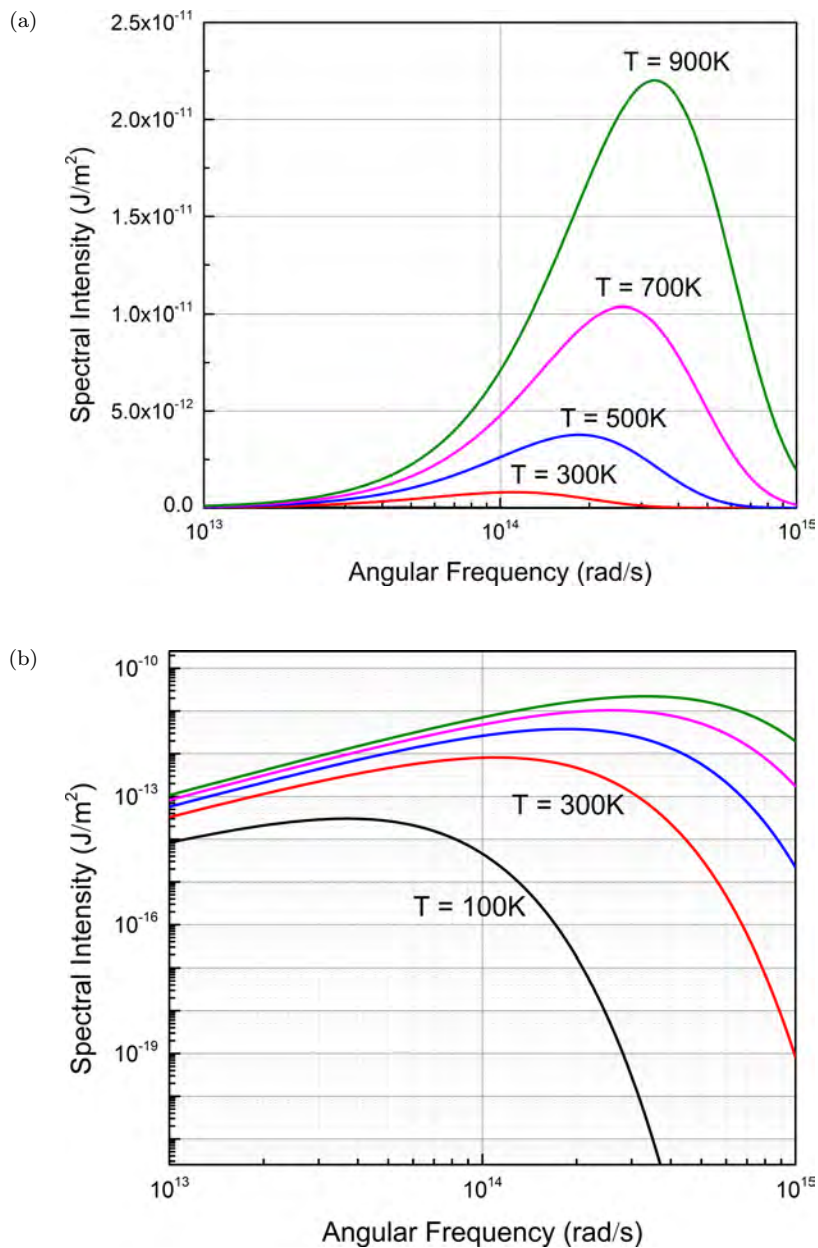 (a)
2.5x10⁻¹¹
2.0x10⁻¹¹
1.5x10⁻¹¹
1.0x10⁻¹¹
5.0x10⁻¹²
0.0
Spectral Intensity (J/m²)
T = 900K
T = 700K
T = 500K
T = 300K
10¹³
10¹⁴
10¹⁵
Angular Frequency (rad/s)
(b)
10⁻¹⁰
10⁻¹³
10⁻¹⁶
10⁻¹⁹
Spectral Intensity (J/m²)
T = 300K
T = 100K
10¹³
10¹⁴
10¹⁵
Angular Frequency (rad/s)